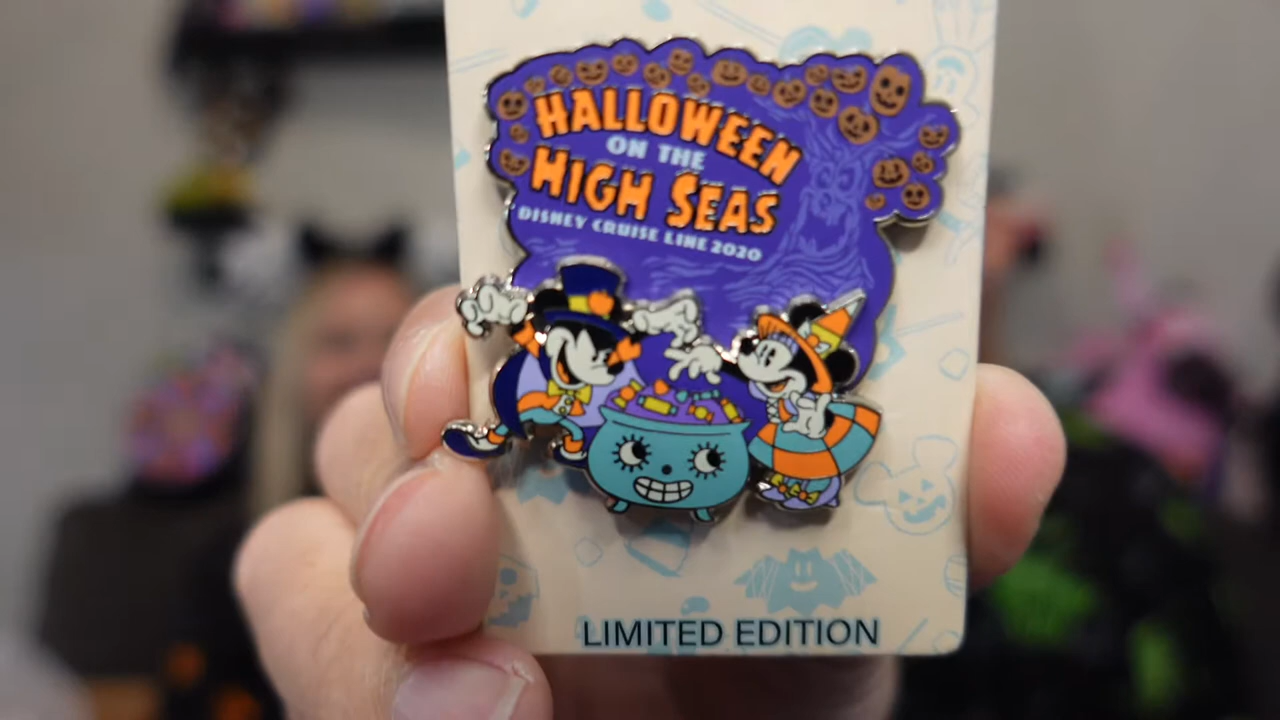 HALLOWEEN
ON THE
HIGH SEAS
DISNEY CRUISE LINE 2020
LIMITED EDITION